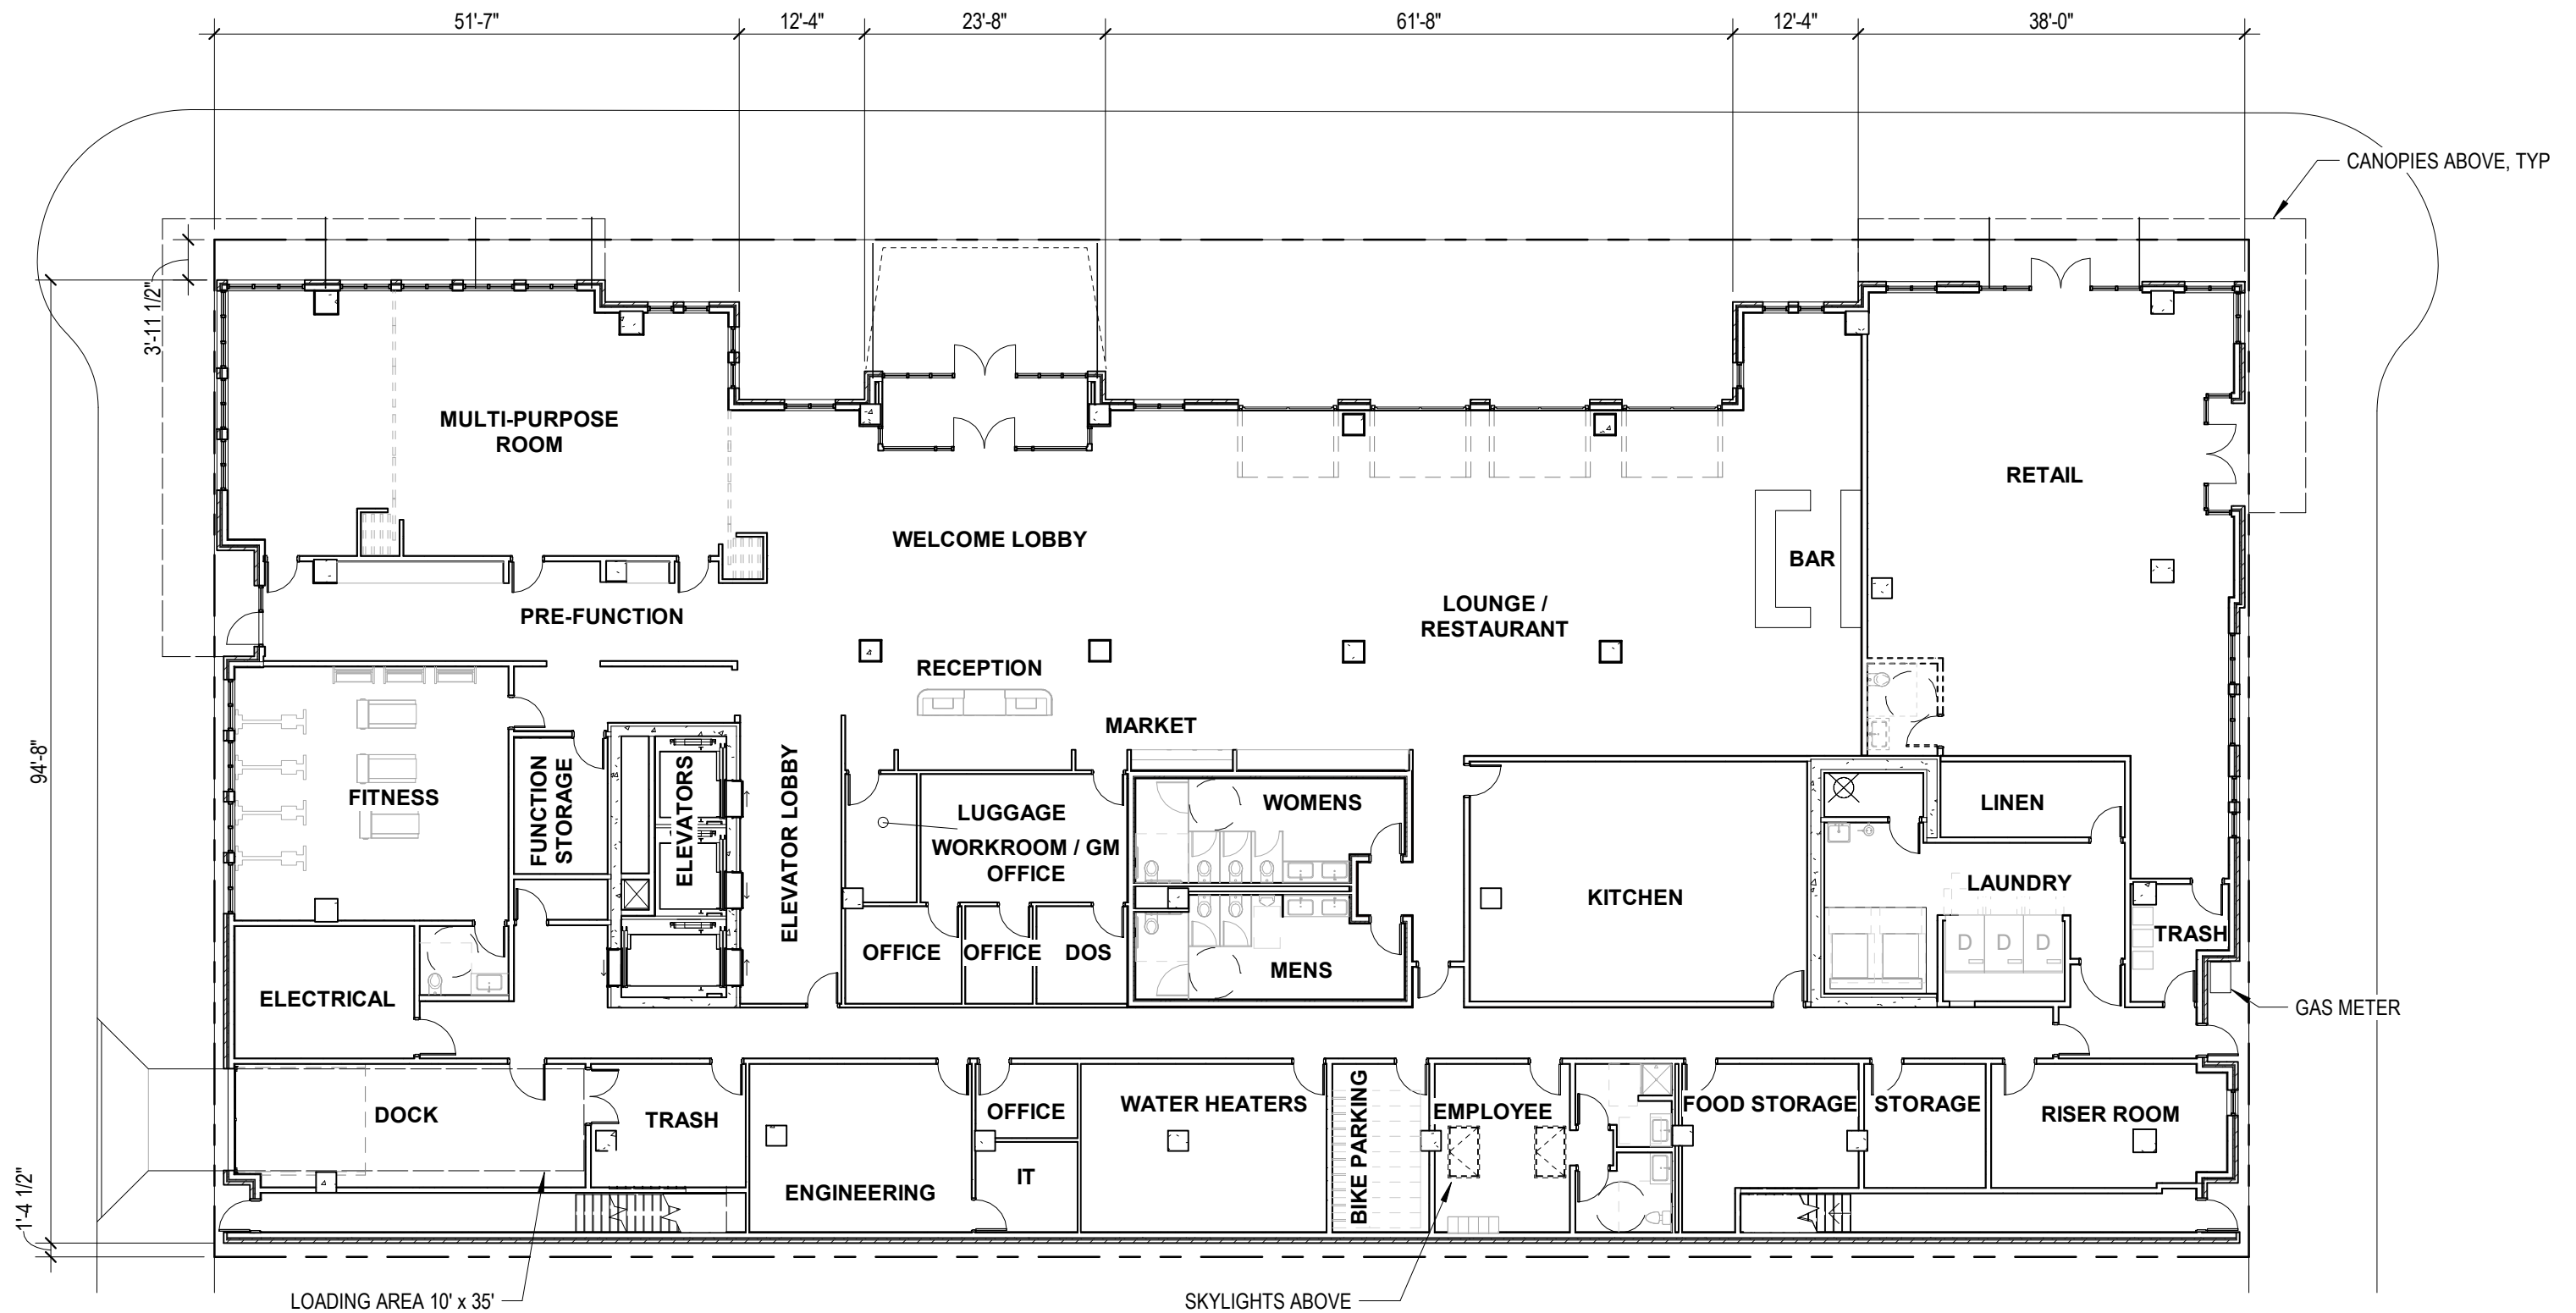 51'-7"
12'-4"
23'-8"
61'-8"
12'-4"
38'-0"
CANOPIES ABOVE, TYP
3'-11 1/2"
94'-8"
1'-4 1/2"
MULTI-PURPOSE
ROOM
RETAIL
WELCOME LOBBY
BAR
PRE-FUNCTION
LOUNGE /
RESTAURANT
RECEPTION
MARKET
FITNESS
FUNCTION
STORAGE
ELEVATORS
ELEVATOR LOBBY
LUGGAGE
WORKROOM / GM
OFFICE
WOMENS
LINEN
KITCHEN
LAUNDRY
OFFICE
OFFICE
DOS
MENS
D
D
D
TRASH
ELECTRICAL
GAS METER
DOCK
TRASH
ENGINEERING
OFFICE
IT
WATER HEATERS
BIKE PARKING
EMPLOYEE
FOOD STORAGE
STORAGE
RISER ROOM
LOADING AREA 10' x 35'
SKYLIGHTS ABOVE